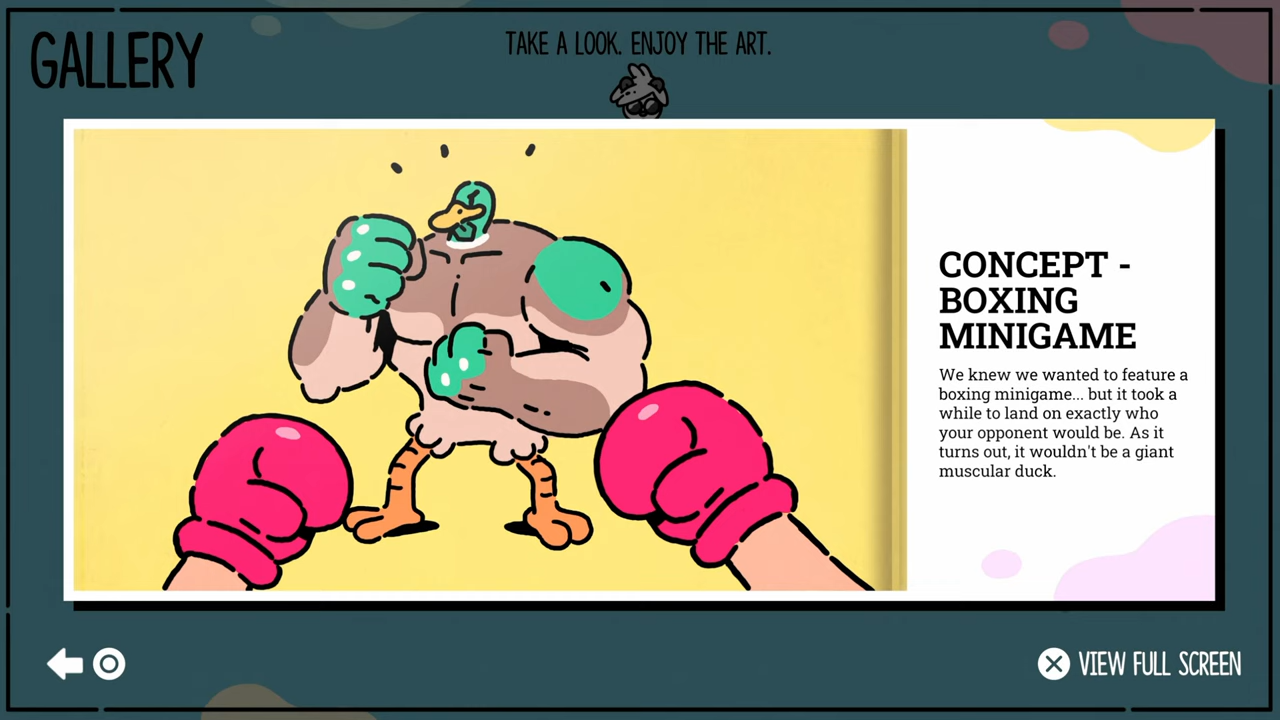 GALLERY
TAKE A LOOK. ENJOY THE ART.
CONCEPT -
BOXING
MINIGAME
We knew we wanted to feature a
boxing minigame... but it took a
while to land on exactly who
your opponent would be. As it
turns out, it wouldn't be a giant
muscular duck.
VIEW FULL SCREEN